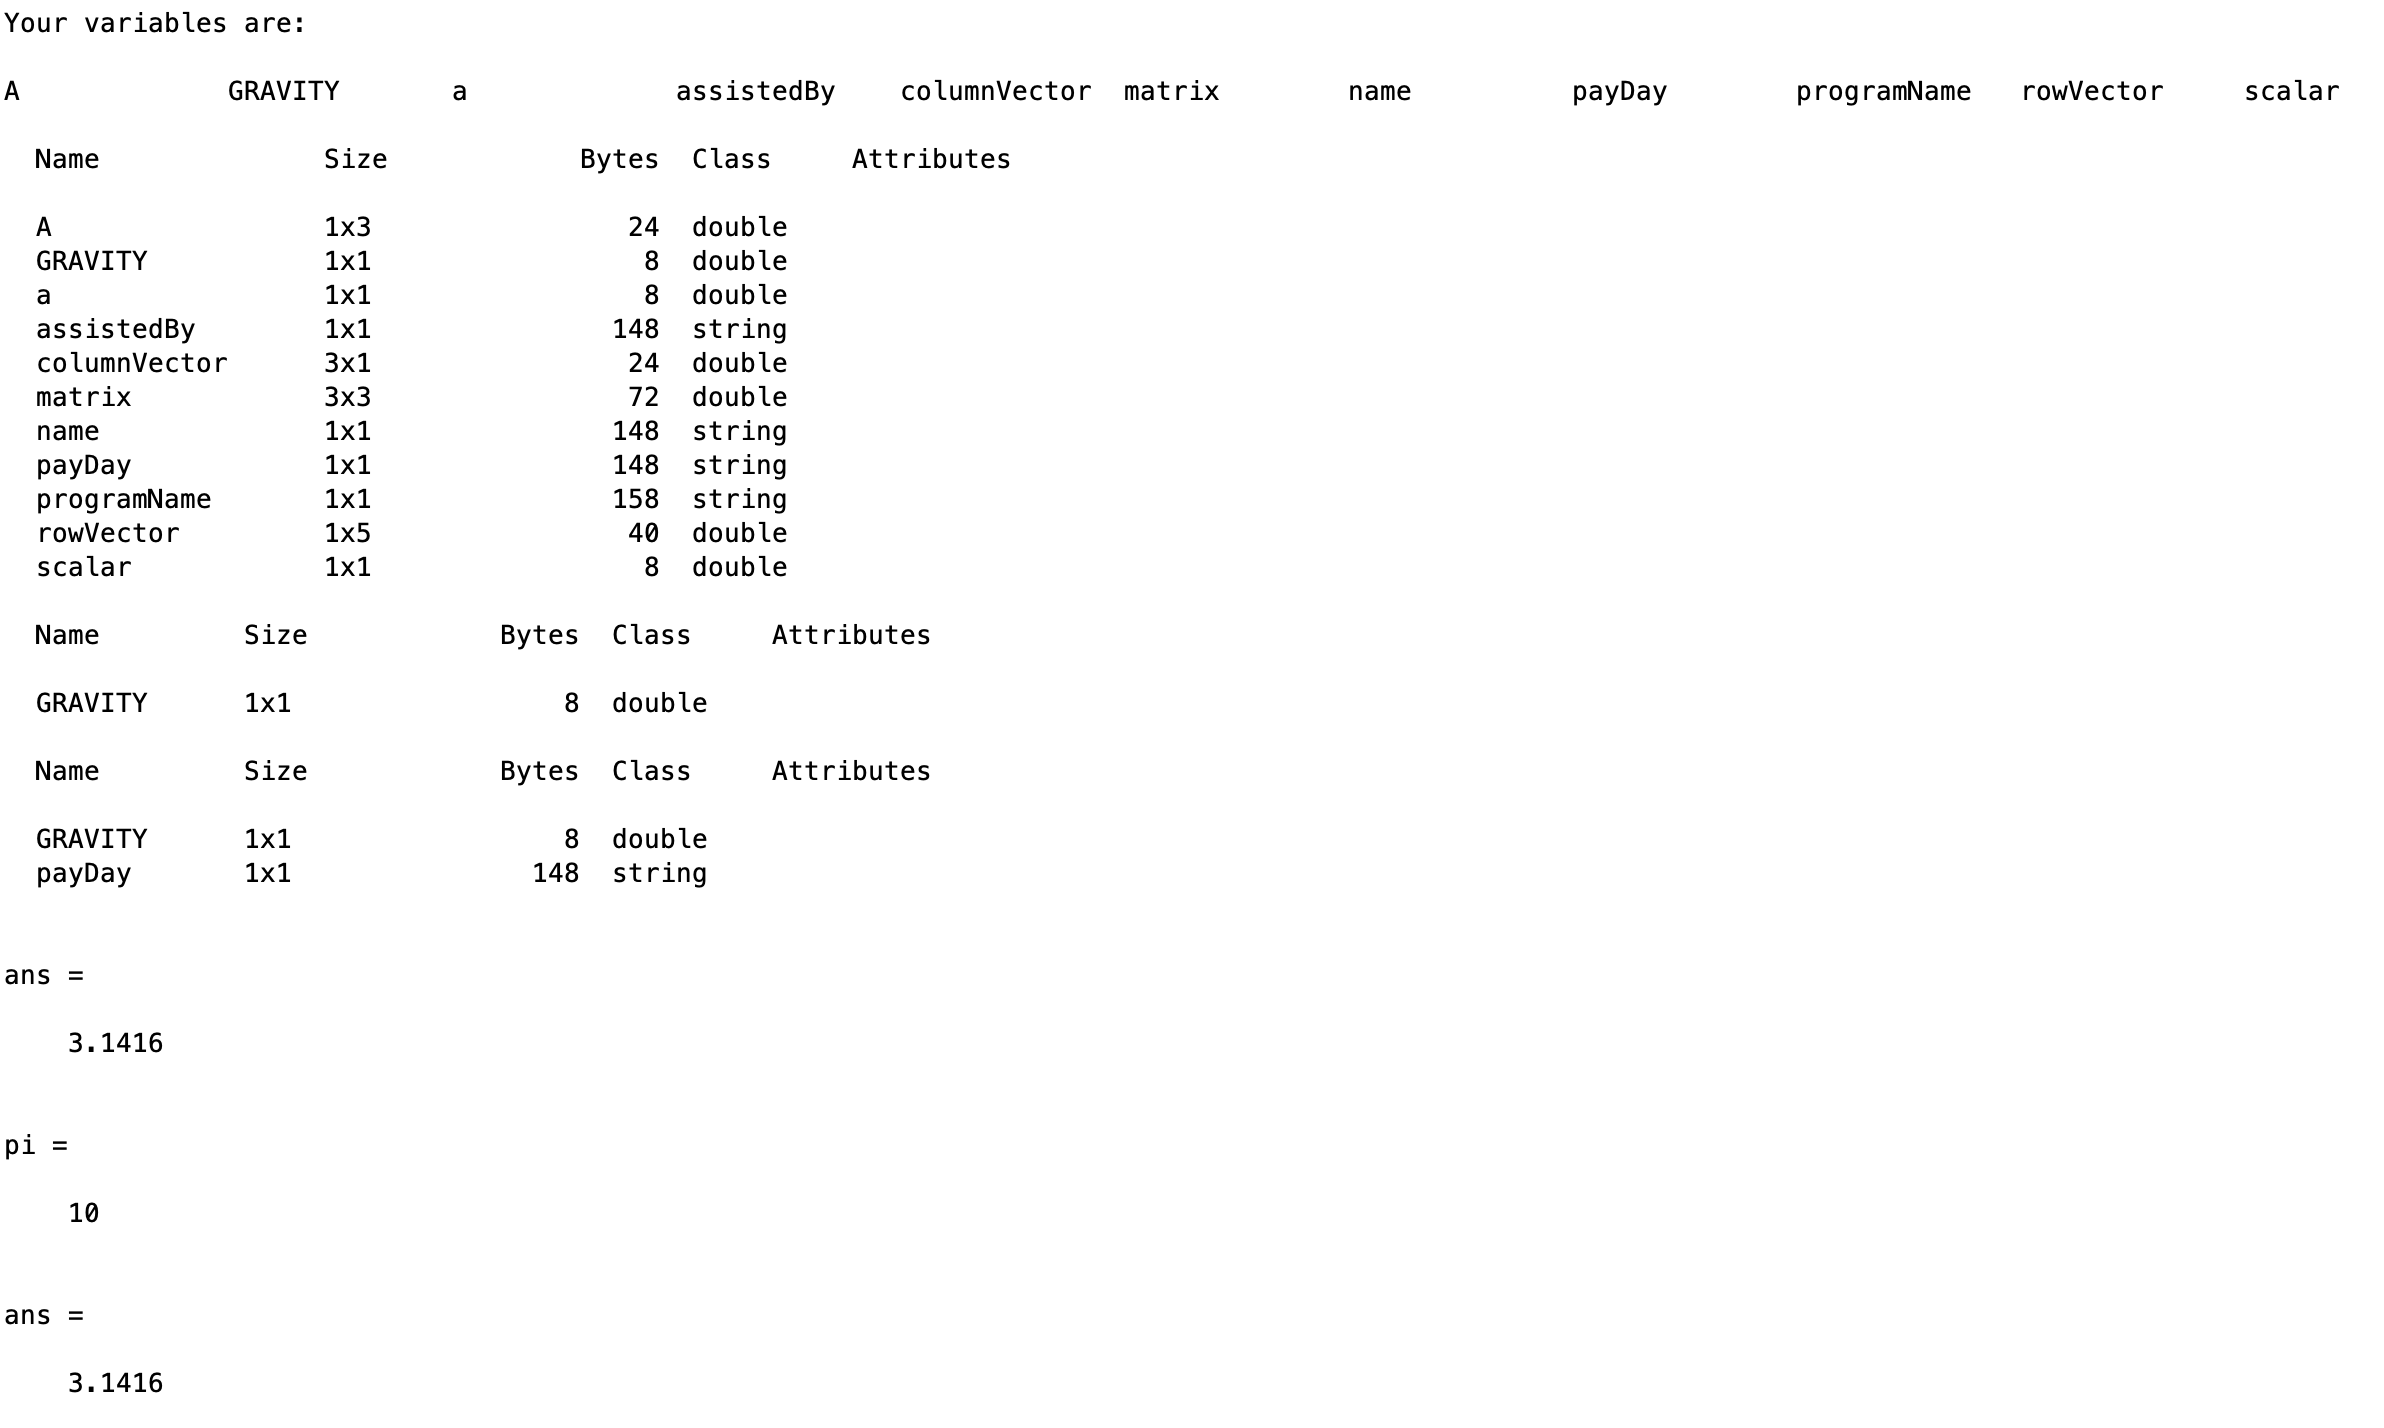 Your variables are:
A GRAVITY a assistedBy columnVector matrix name payDay programName rowVector scalar
Name Size Bytes Class Attributes
A 1x3 24 double
GRAVITY 1x1 8 double
a 1x1 8 double
assistedBy 1x1 148 string
columnVector 3x1 24 double
matrix 3x3 72 double
name 1x1 148 string
payDay 1x1 148 string
programName 1x1 158 string
rowVector 1x5 40 double
scalar 1x1 8 double
Name Size Bytes Class Attributes
GRAVITY 1x1 8 double
Name Size Bytes Class Attributes
GRAVITY 1x1 8 double
payDay 1x1 148 string
ans =
3.1416
pi =
10
ans =
3.1416